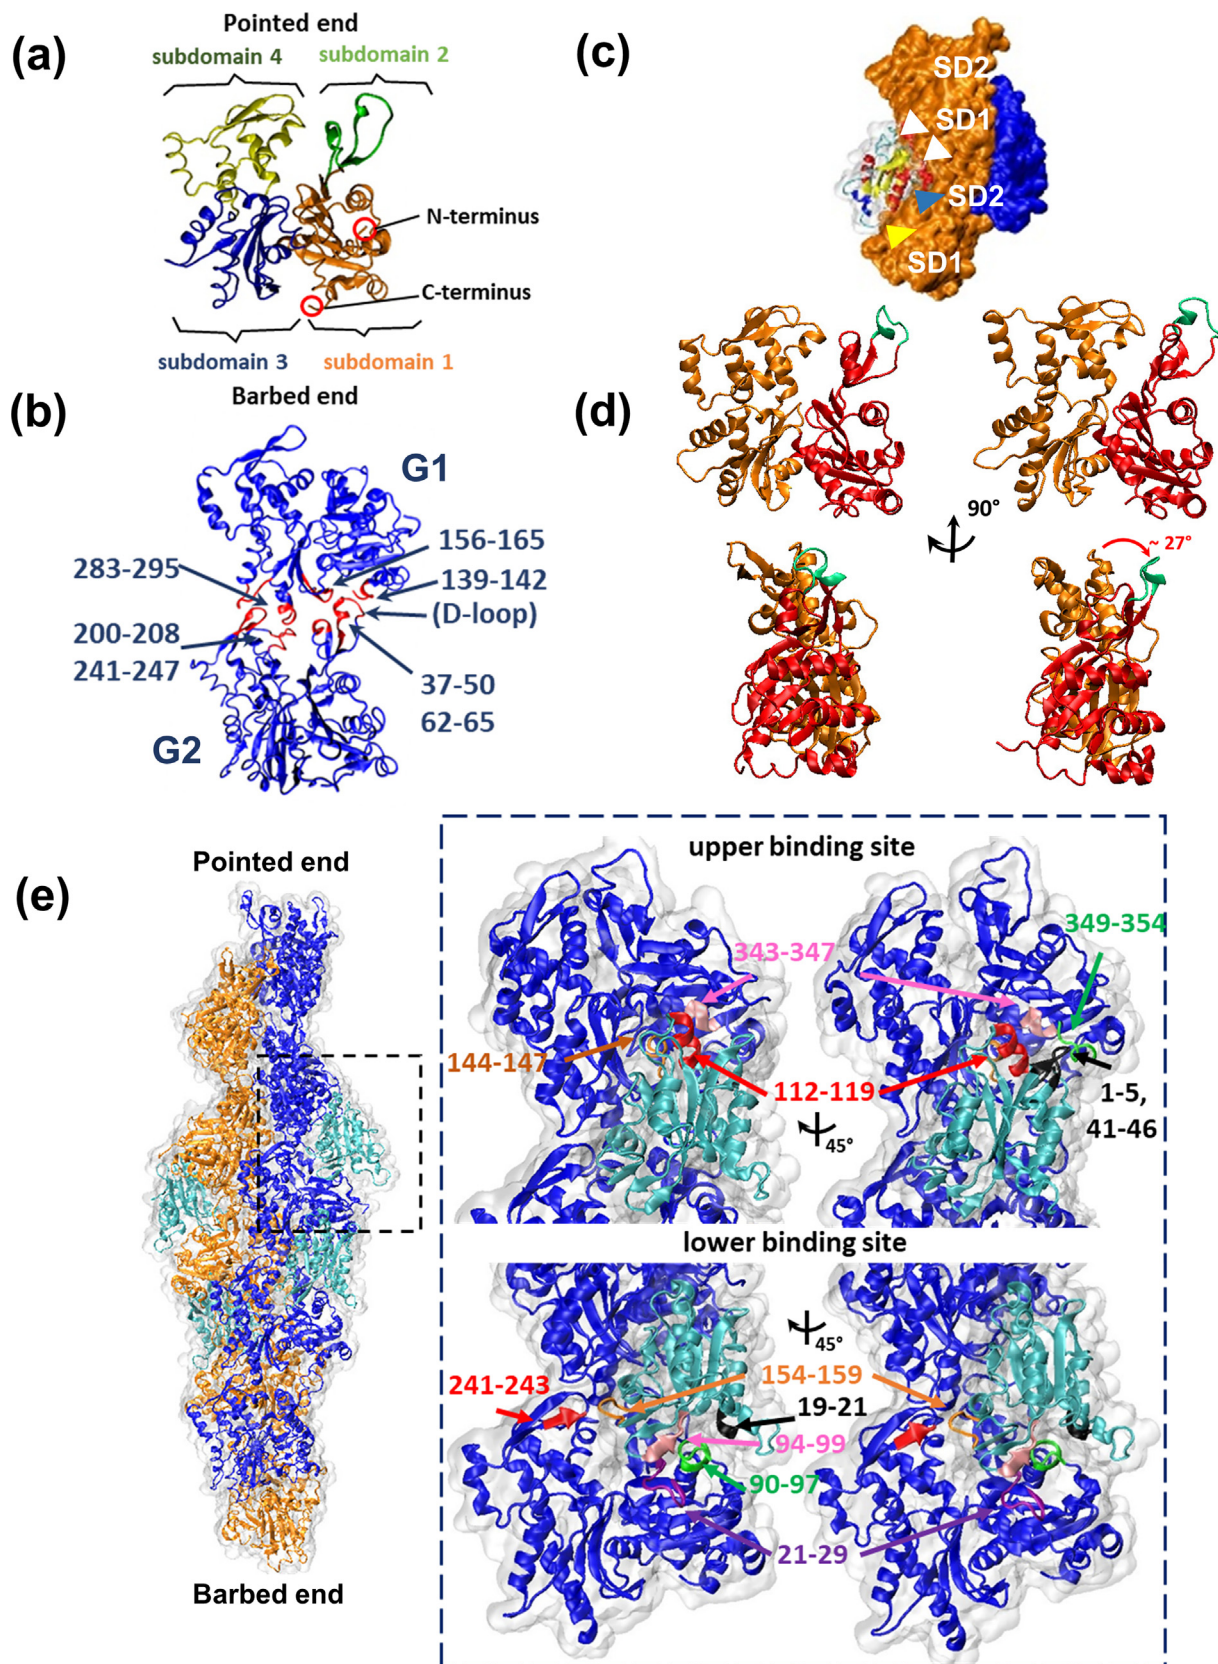 (a)
Pointed end
subdomain 4
subdomain 2
N-terminus
C-terminus
subdomain 3
subdomain 1
Barbed end
(b)
G1
156-165
283-295
139-142
(D-loop)
200-208
241-247
37-50
62-65
G2
(c)
SD2
SD1
SD2
SD1
(d)
90°
~ 27°
(e)
Pointed end
Barbed end
upper binding site
349-354
343-347
144-147
112-119
1-5,
41-46
45°
lower binding site
45°
241-243
154-159
19-21
94-99
90-97
21-29